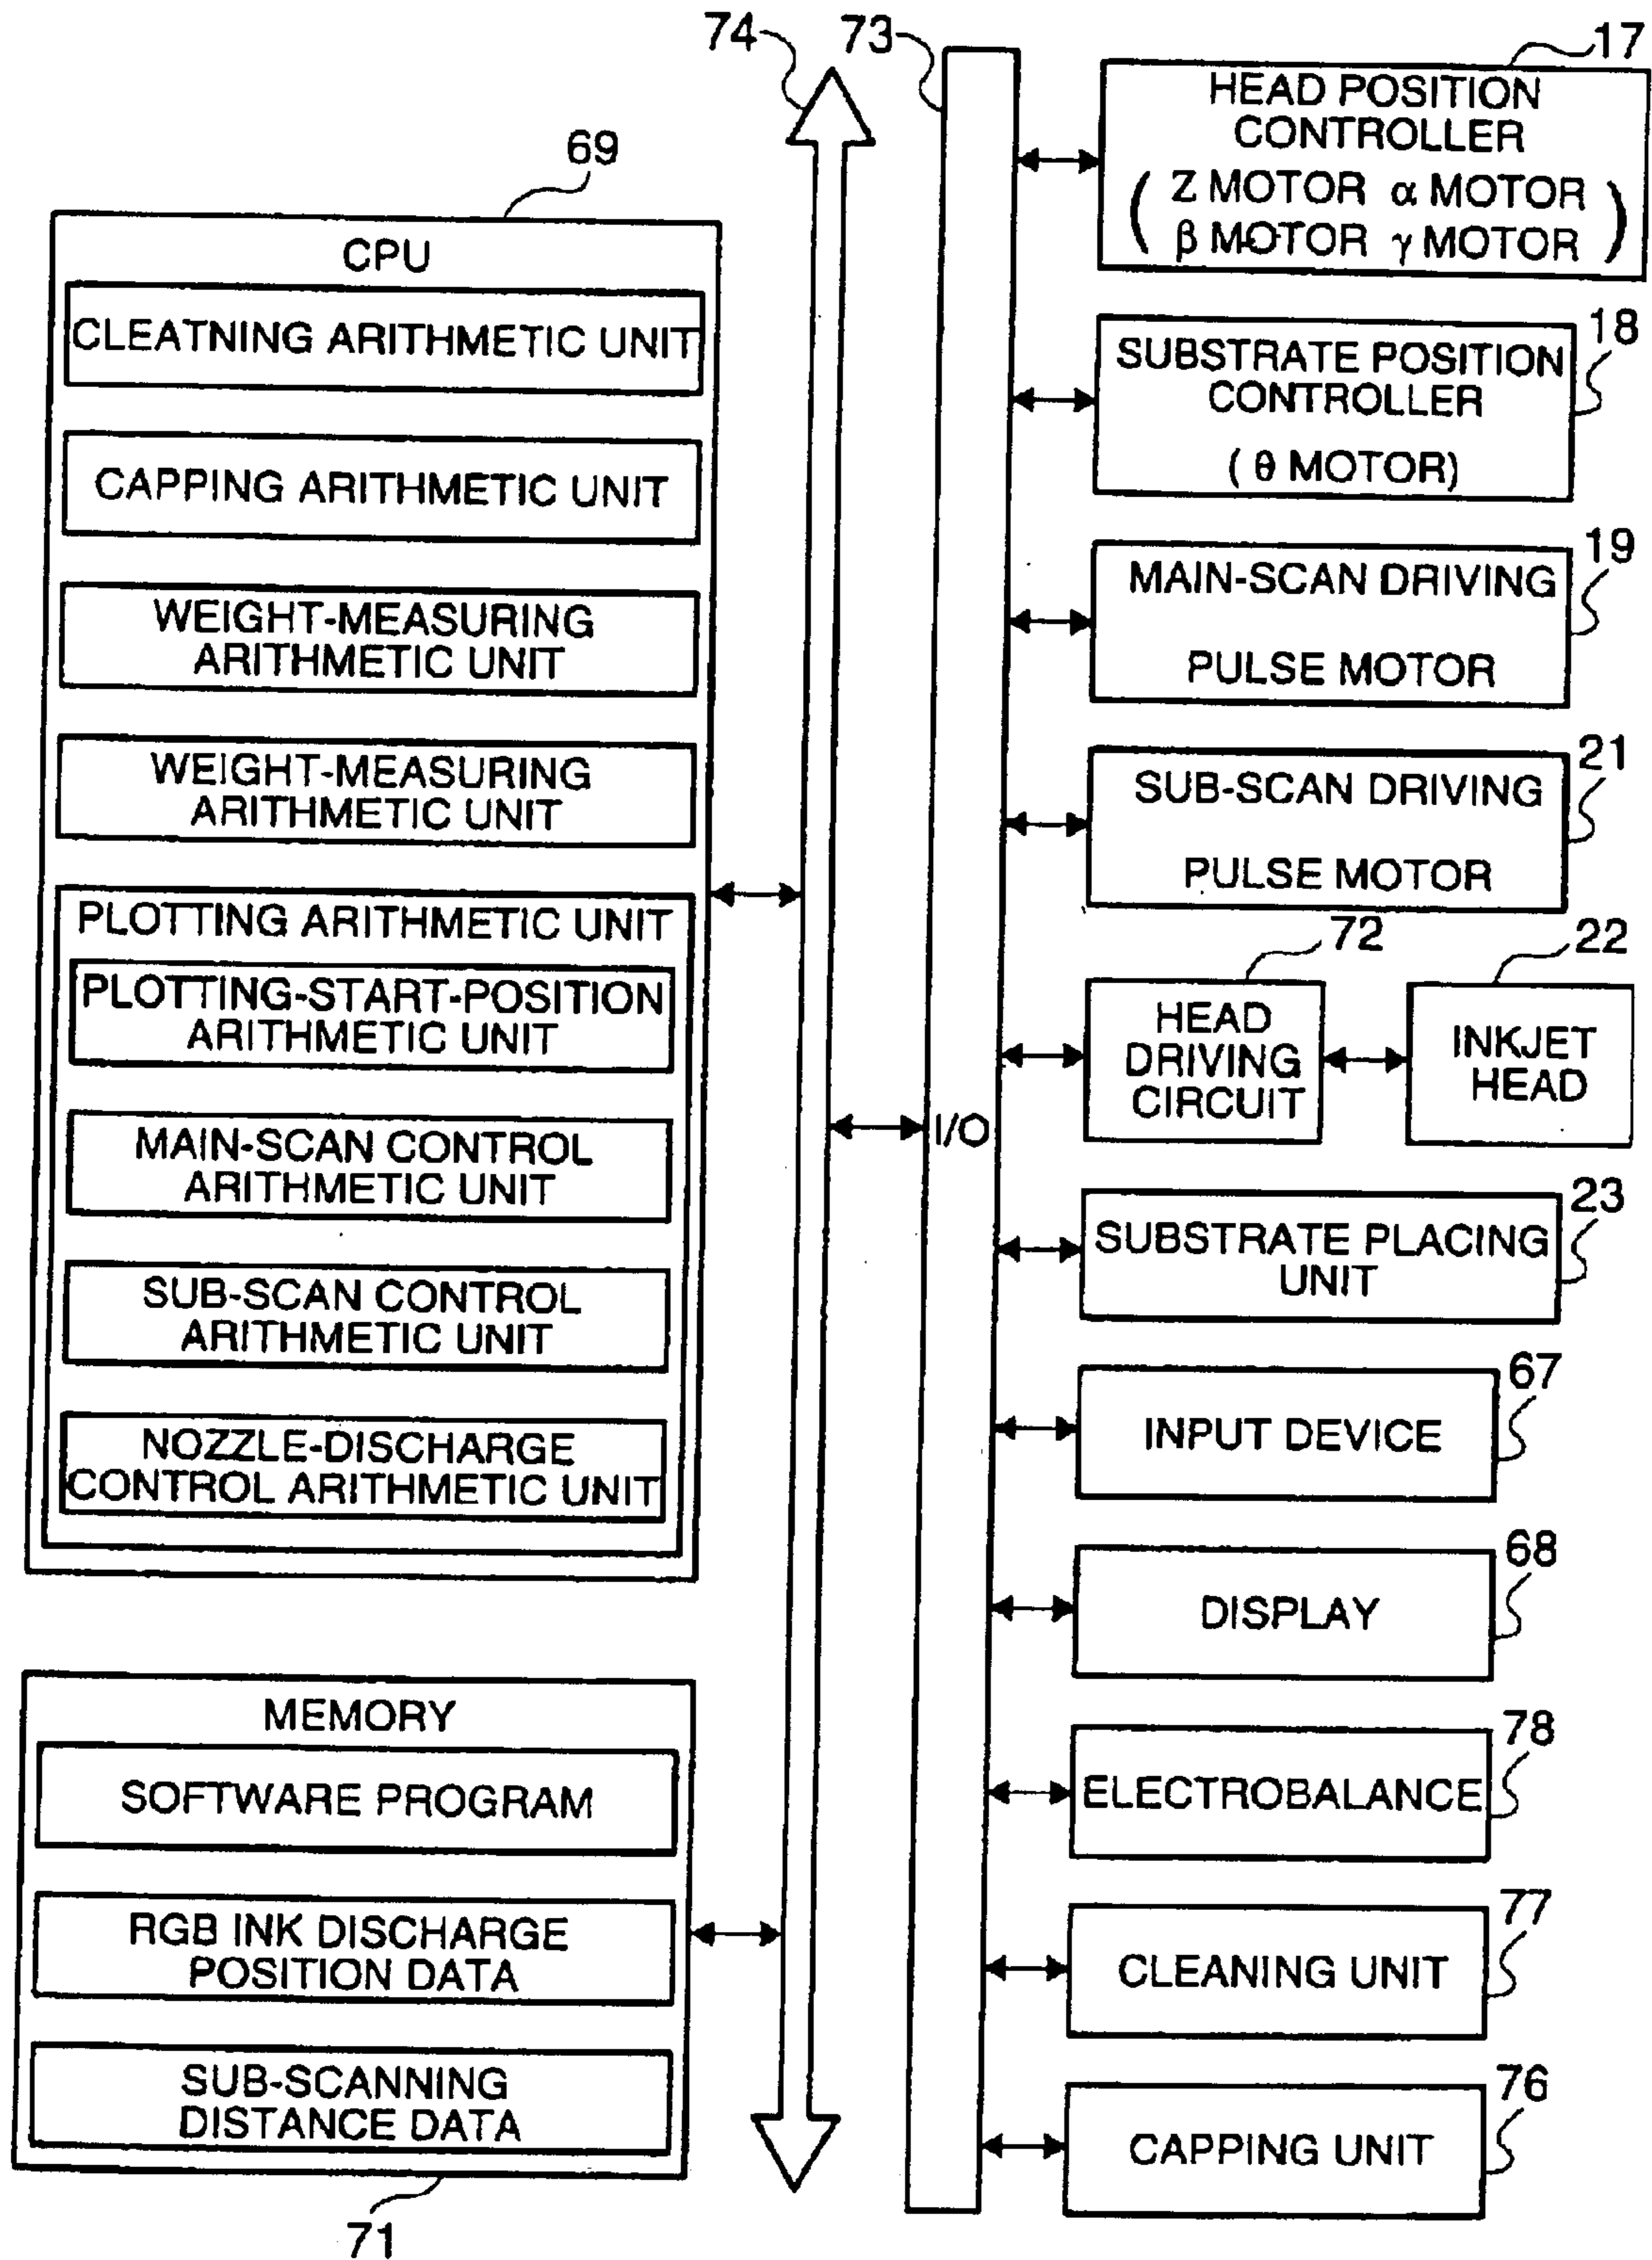 74
73
17
HEAD POSITION
CONTROLLER
( Z MOTOR α MOTOR
β MOTOR γ MOTOR )
69
CPU
CLEATNING ARITHMETIC UNIT
CAPPING ARITHMETIC UNIT
WEIGHT-MEASURING
ARITHMETIC UNIT
WEIGHT-MEASURING
ARITHMETIC UNIT
PLOTTING ARITHMETIC UNIT
PLOTTING-START-POSITION
ARITHMETIC UNIT
MAIN-SCAN CONTROL
ARITHMETIC UNIT
SUB-SCAN CONTROL
ARITHMETIC UNIT
NOZZLE-DISCHARGE
CONTROL ARITHMETIC UNIT
MEMORY
SOFTWARE PROGRAM
RGB INK DISCHARGE
POSITION DATA
SUB-SCANNING
DISTANCE DATA
71
I/O
18
SUBSTRATE POSITION
CONTROLLER
( θ MOTOR)
19
MAIN-SCAN DRIVING
PULSE MOTOR
21
SUB-SCAN DRIVING
PULSE MOTOR
72
HEAD
DRIVING
CIRCUIT
22
INKJET
HEAD
23
SUBSTRATE PLACING
UNIT
67
INPUT DEVICE
68
DISPLAY
78
ELECTROBALANCE
77
CLEANING UNIT
76
CAPPING UNIT